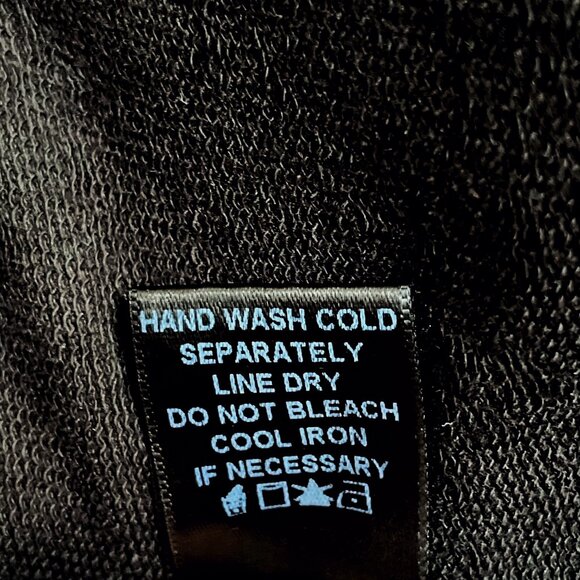 HAND WASH COLD
SEPARATELY
LINE DRY
DO NOT BLEACH
COOL IRON
IF NECESSARY